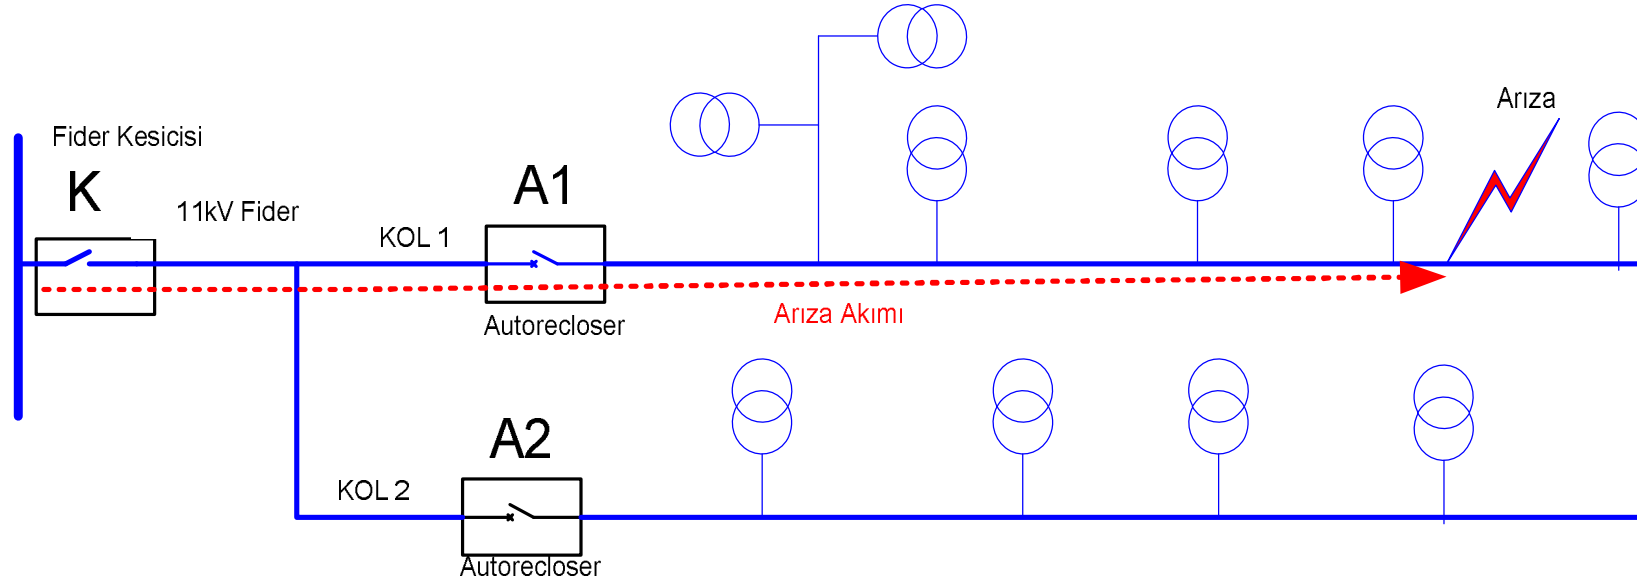 Arıza
Fider Kesicisi
K
A1
11kV Fider
KOL 1
Autorecloser
Arıza Akımı
A2
KOL 2
Autorecloser